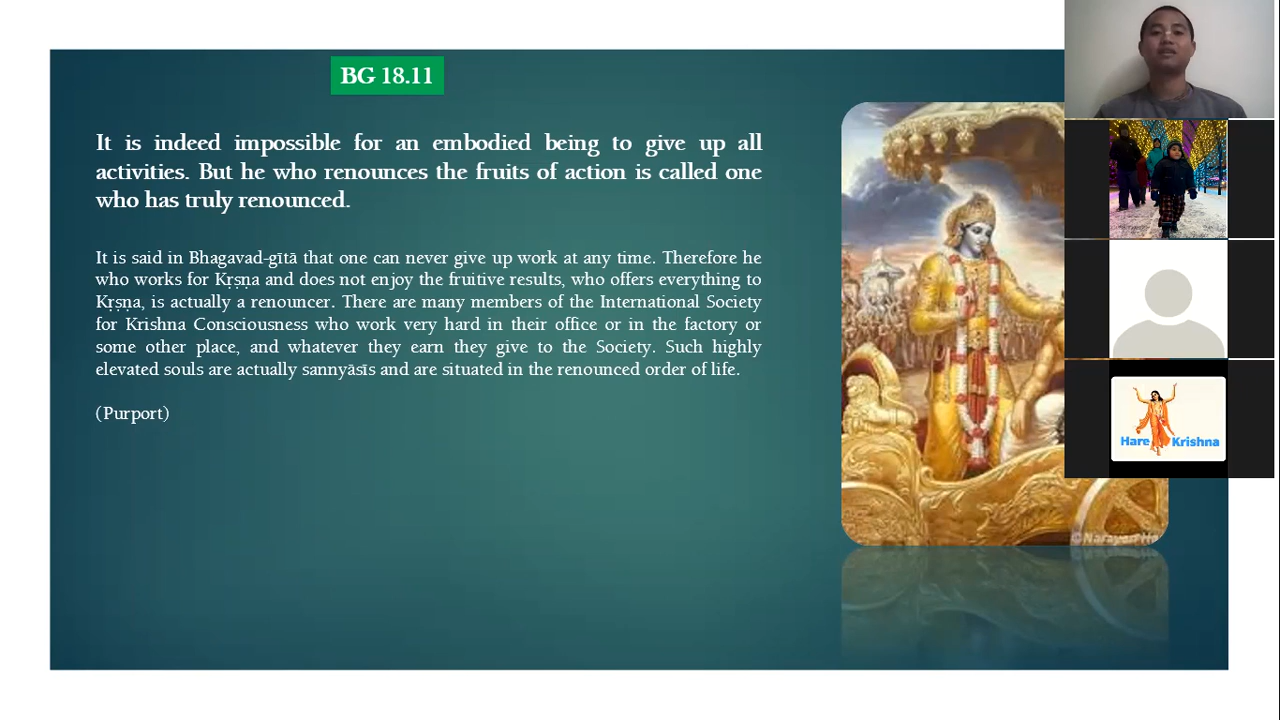 BG 18.11
It is indeed impossible for an embodied being to give up all
activities. But he who renounces the fruits of action is called one
who has truly renounced.
It is said in Bhagavad-gītā that one can never give up work at any time. Therefore he
who works for Kṛṣṇa and does not enjoy the fruitive results, who offers everything to
Kṛṣṇa, is actually a renouncer. There are many members of the International Society
for Krishna Consciousness who work very hard in their office or in the factory or
some other place, and whatever they earn they give to the Society. Such highly
elevated souls are actually sannyāsīs and are situated in the renounced order of life.
(Purport)
Hare Krishna